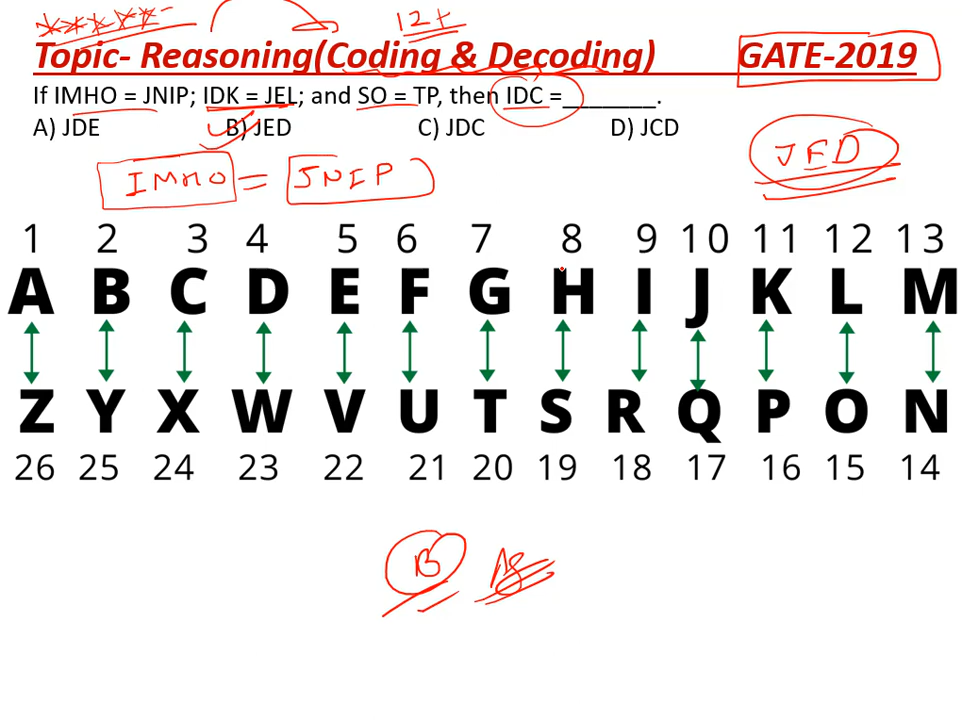 12+
Topic- Reasoning(Coding & Decoding) GATE-2019
If IMHO = JNIP; IDK = JEL; and SO = TP, then IDC =_______.
A) JDE B) JED C) JDC D) JCD
IMHO = JNIP
JED
1 2 3 4 5 6 7 8 9 10 11 12 13
A B C D E F G H I J K L M
Z Y X W V U T S R Q P O N
26 25 24 23 22 21 20 19 18 17 16 15 14
B